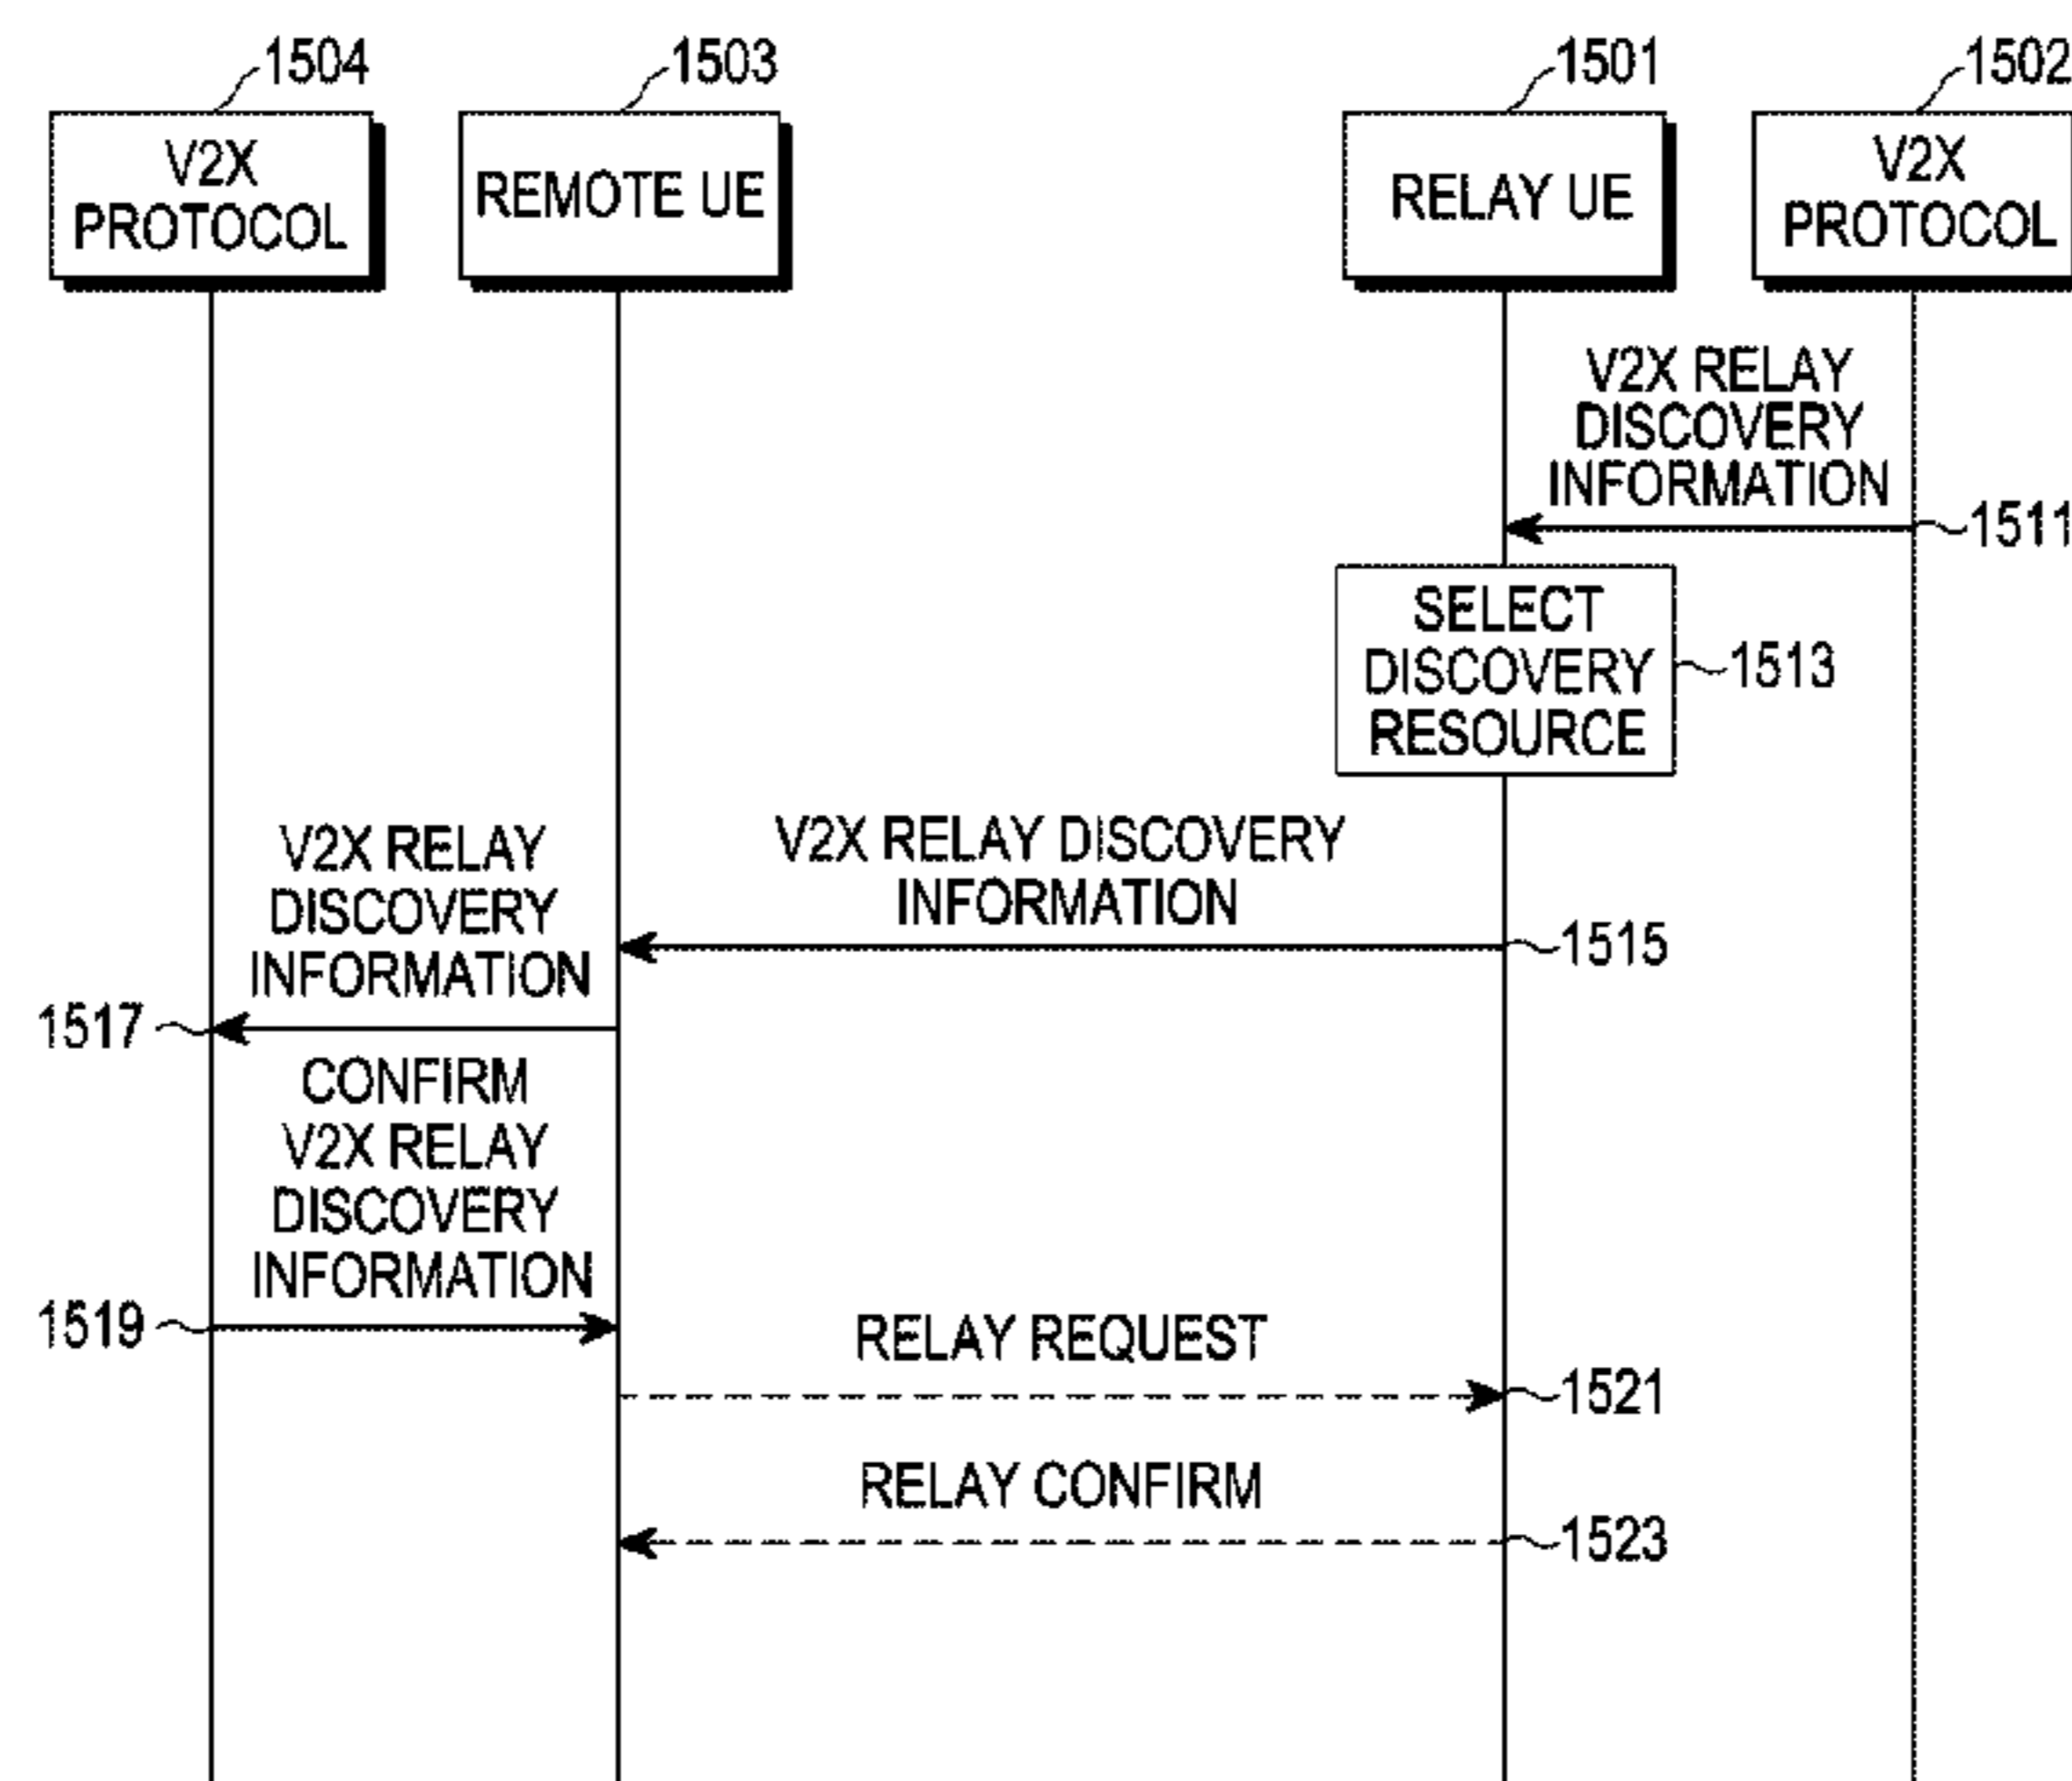 1504
1503
1501
1502
V2X
PROTOCOL
REMOTE UE
RELAY UE
V2X
PROTOCOL
V2X RELAY
DISCOVERY
INFORMATION
1511
SELECT
DISCOVERY
RESOURCE
1513
V2X RELAY DISCOVERY
INFORMATION
1515
V2X RELAY
DISCOVERY
INFORMATION
1517
CONFIRM
V2X RELAY
DISCOVERY
INFORMATION
1519
RELAY REQUEST
1521
RELAY CONFIRM
1523